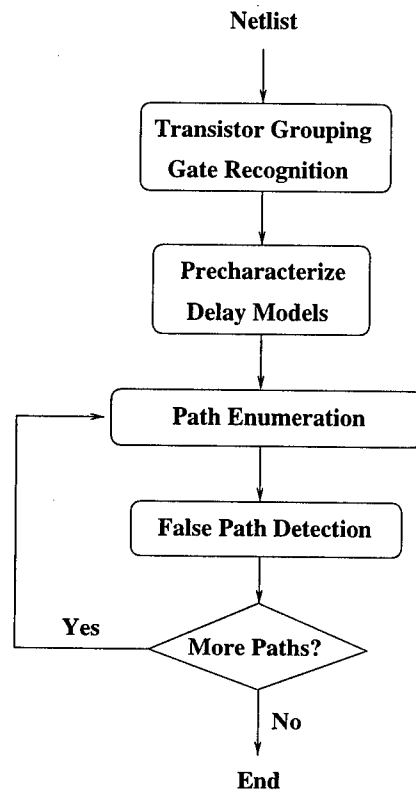 Netlist
Transistor Grouping
Gate Recognition
Precharacterize
Delay Models
Path Enumeration
False Path Detection
Yes
More Paths?
No
End